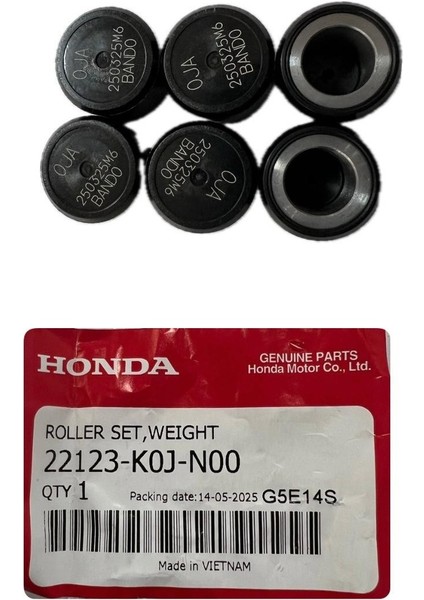 0JA
250325M6
BANDO
0JA
250325M6
BANDO
0JA
250325M6
BANDO
0JA
250325M6
BANDO
HONDA
GENUINE PARTS
Honda Motor Co., Ltd.
ROLLER SET,WEIGHT
22123-K0J-N00
QTY 1 Packing date:14-05-2025 G5E14S
Made in VIETNAM